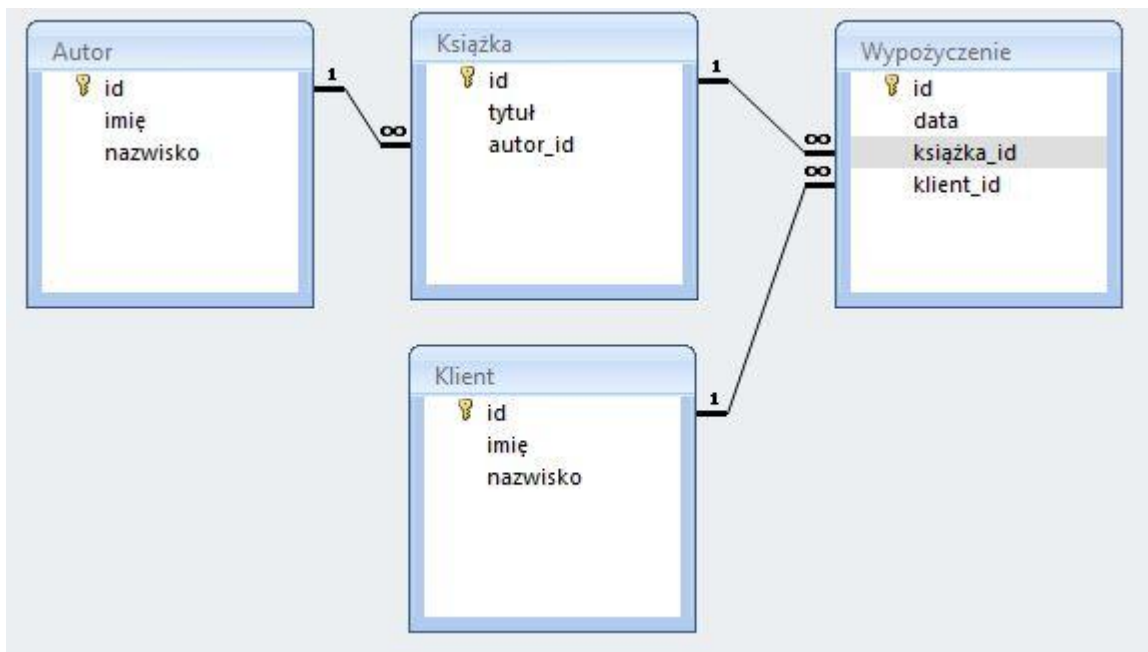 Autor
id
imię
nazwisko
1
∞
Książka
id
tytuł
autor_id
1
∞
∞
Wypożyczenie
id
data
książka_id
klient_id
Klient
id
imię
nazwisko
1